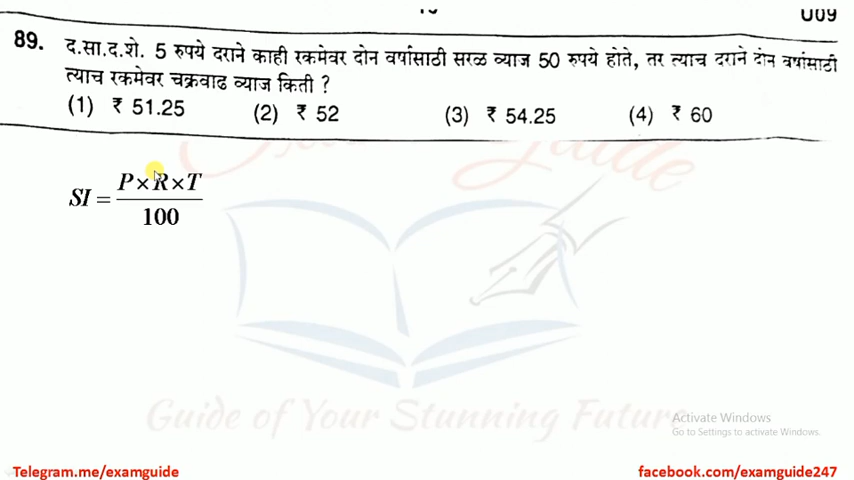 009
89. द.सा.द.शे. 5 रुपये दराने काही रकमेवर दोन वर्षासाठी सरळ व्याज 50 रुपये होते, तर त्याच दराने दोन वर्षासाठी
त्याच रकमेवर चक्रवाढ व्याज किती ?
(1) ₹ 51.25 (2) ₹ 52 (3) ₹ 54.25 (4) ₹ 60
SI = P×R×T / 100
Guide of Your Stunning Future
Activate Windows
Go to Settings to activate Windows.
Telegram.me/examguide facebook.com/examguide247